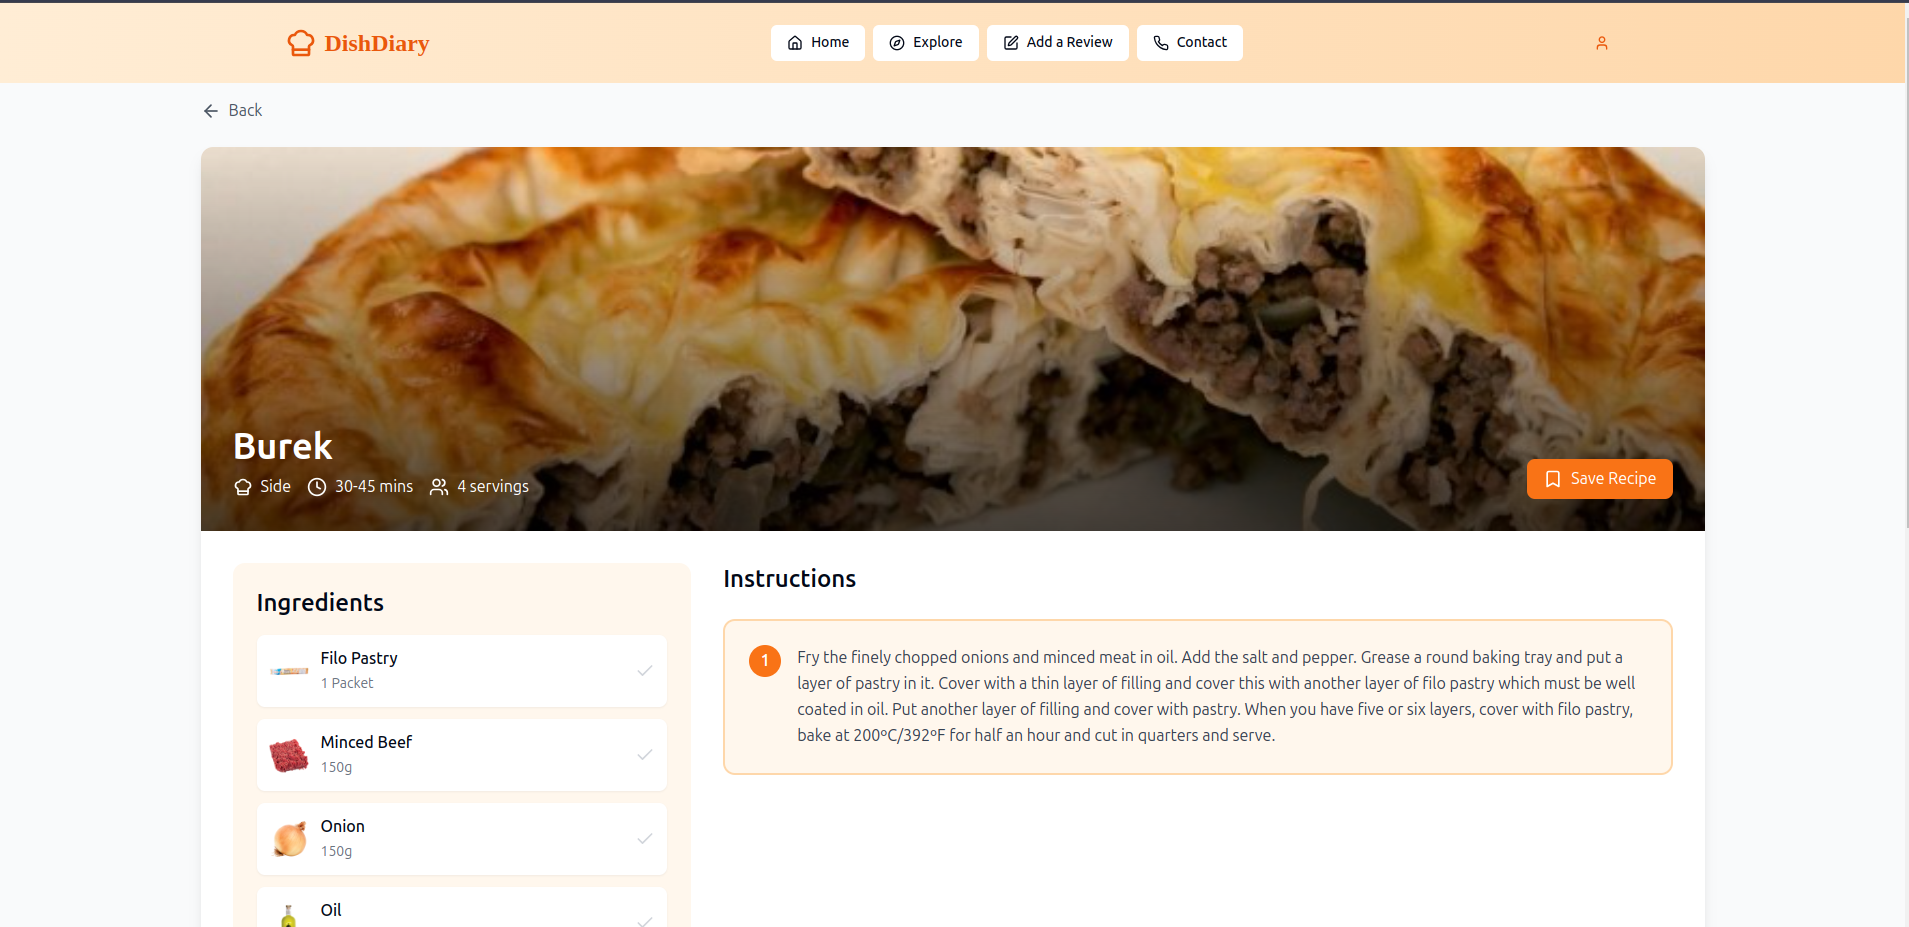 DishDiary
Home
Explore
Add a Review
Contact
Back
Burek
Side
30-45 mins
4 servings
Save Recipe
Ingredients
Filo Pastry
1 Packet
Minced Beef
150g
Onion
150g
Oil
Instructions
1
Fry the finely chopped onions and minced meat in oil. Add the salt and pepper. Grease a round baking tray and put a
layer of pastry in it. Cover with a thin layer of filling and cover this with another layer of filo pastry which must be well
coated in oil. Put another layer of filling and cover with pastry. When you have five or six layers, cover with filo pastry,
bake at 200ºC/392ºF for half an hour and cut in quarters and serve.